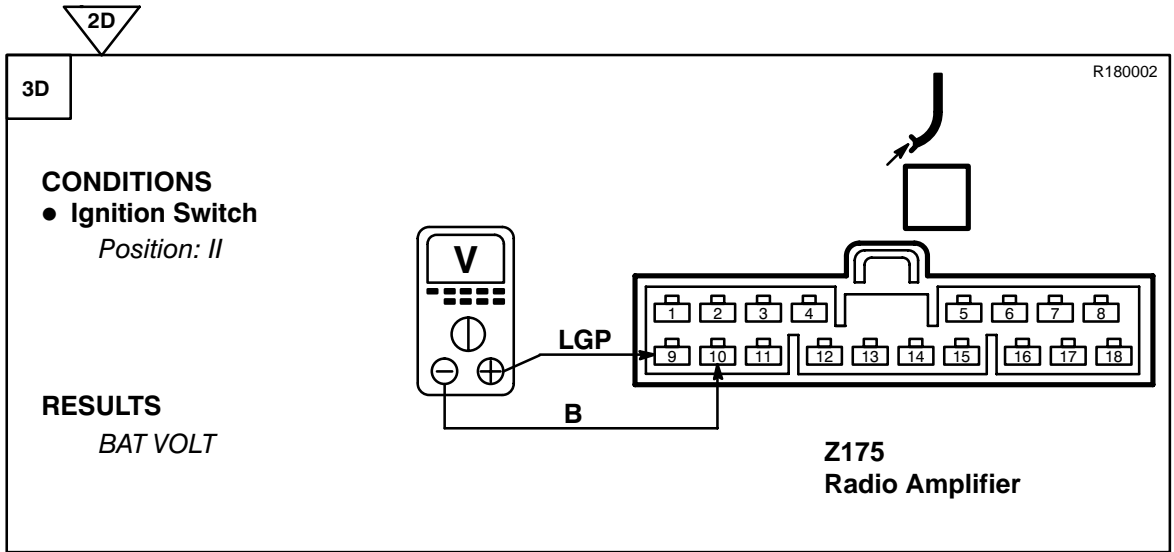 2D
3D
R180002
CONDITIONS
● Ignition Switch
Position: II
V
1 2 3 4 5 6 7 8
LGP
9 10 11 12 13 14 15 16 17 18
RESULTS
BAT VOLT
B
Z175
Radio Amplifier